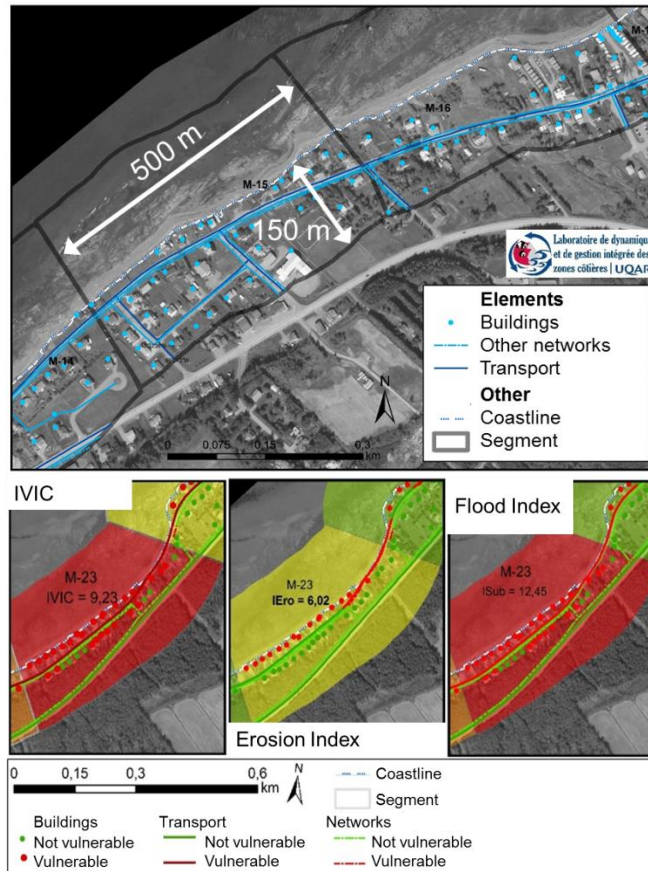 M-1
M-16
500 m
M-15
150 m
M-14
Laboratoire de dynamique
et de gestion intégrée des
zones côtières | UQAR
Elements
Buildings
Other networks
Transport
Other
Coastline
Segment
N
0 0,075 0,15 0,3
km
IVIC
Flood Index
M-23
IVIC = 9,23
M-23
IEro = 6,02
M-23
ISub = 12,45
Erosion Index
0 0,15 0,3 0,6
km
N
Coastline
Segment
Buildings
Not vulnerable
Vulnerable
Transport
Not vulnerable
Vulnerable
Networks
Not vulnerable
Vulnerable